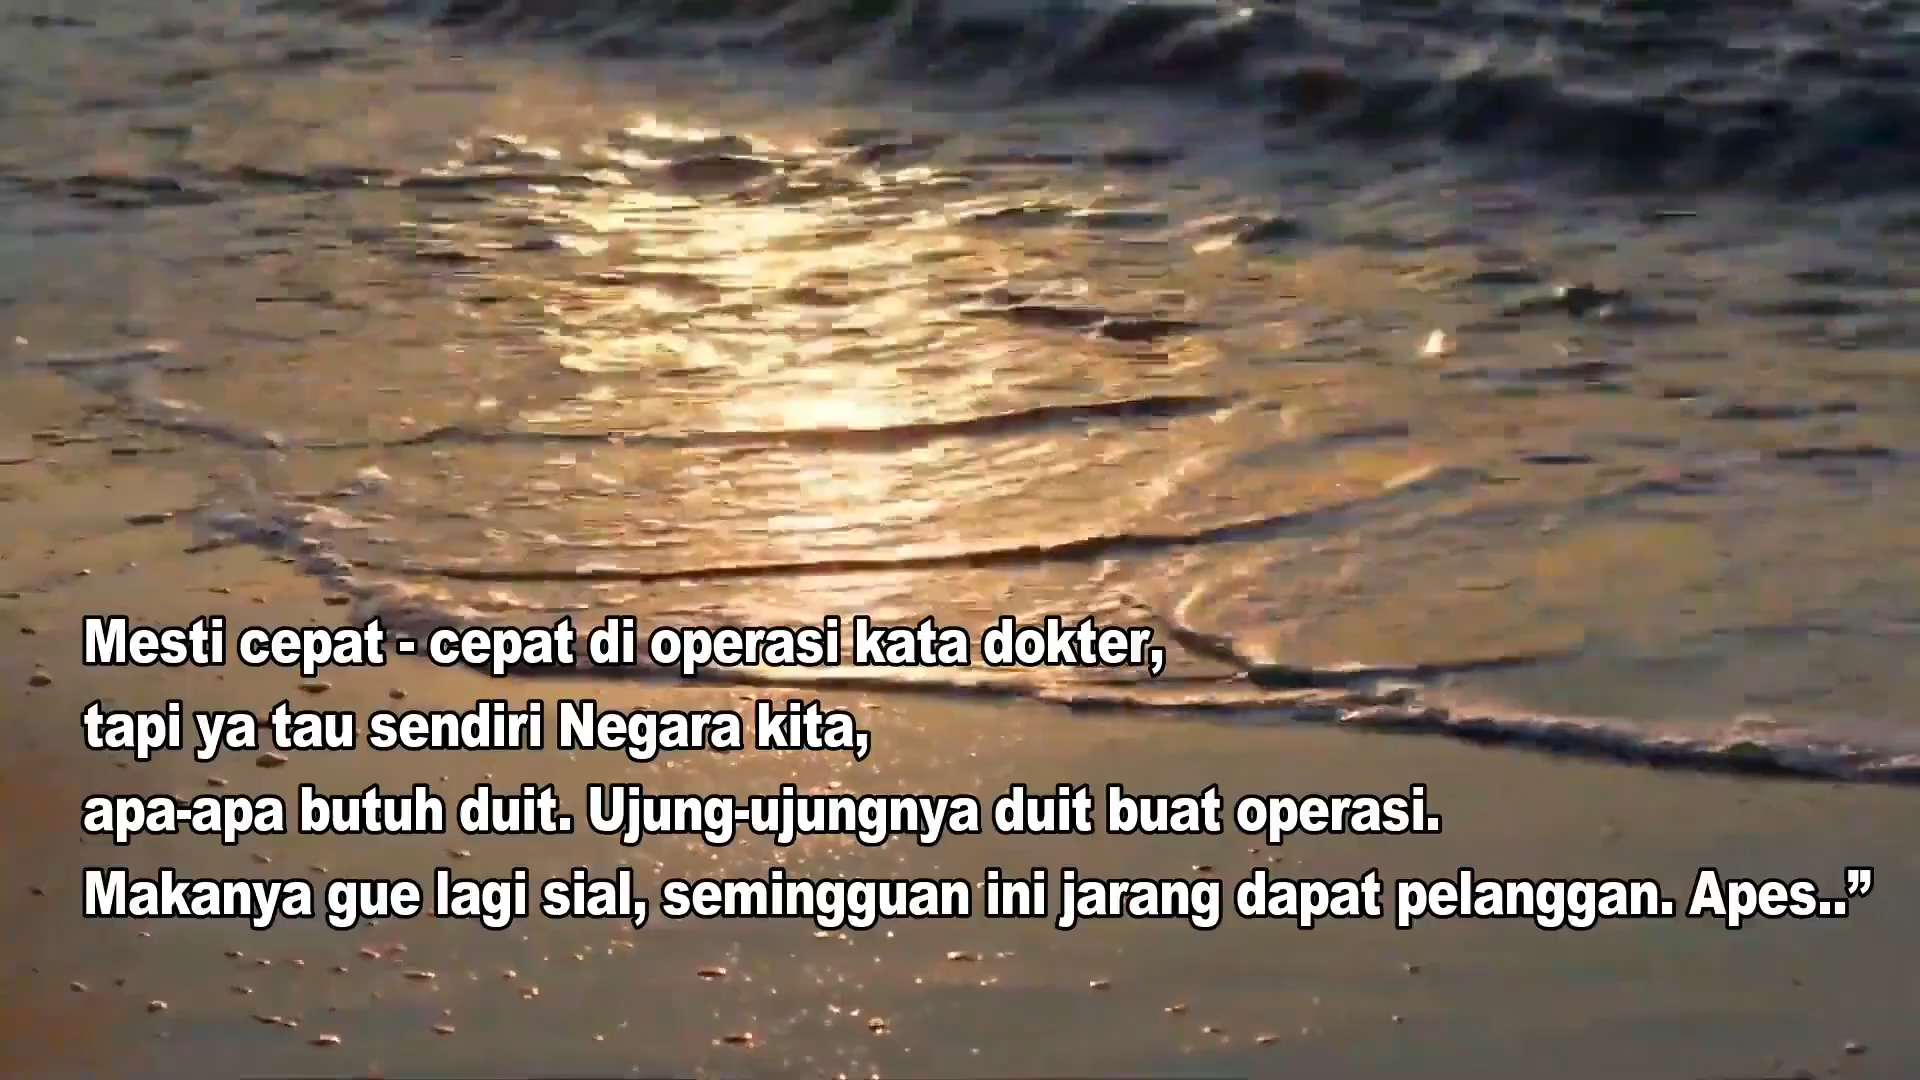 Mesti cepat - cepat di operasi kata dokter,
tapi ya tau sendiri Negara kita,
apa-apa butuh duit. Ujung-ujungnya duit buat operasi.
Makanya gue lagi sial, semingguan ini jarang dapat pelanggan. Apes..”